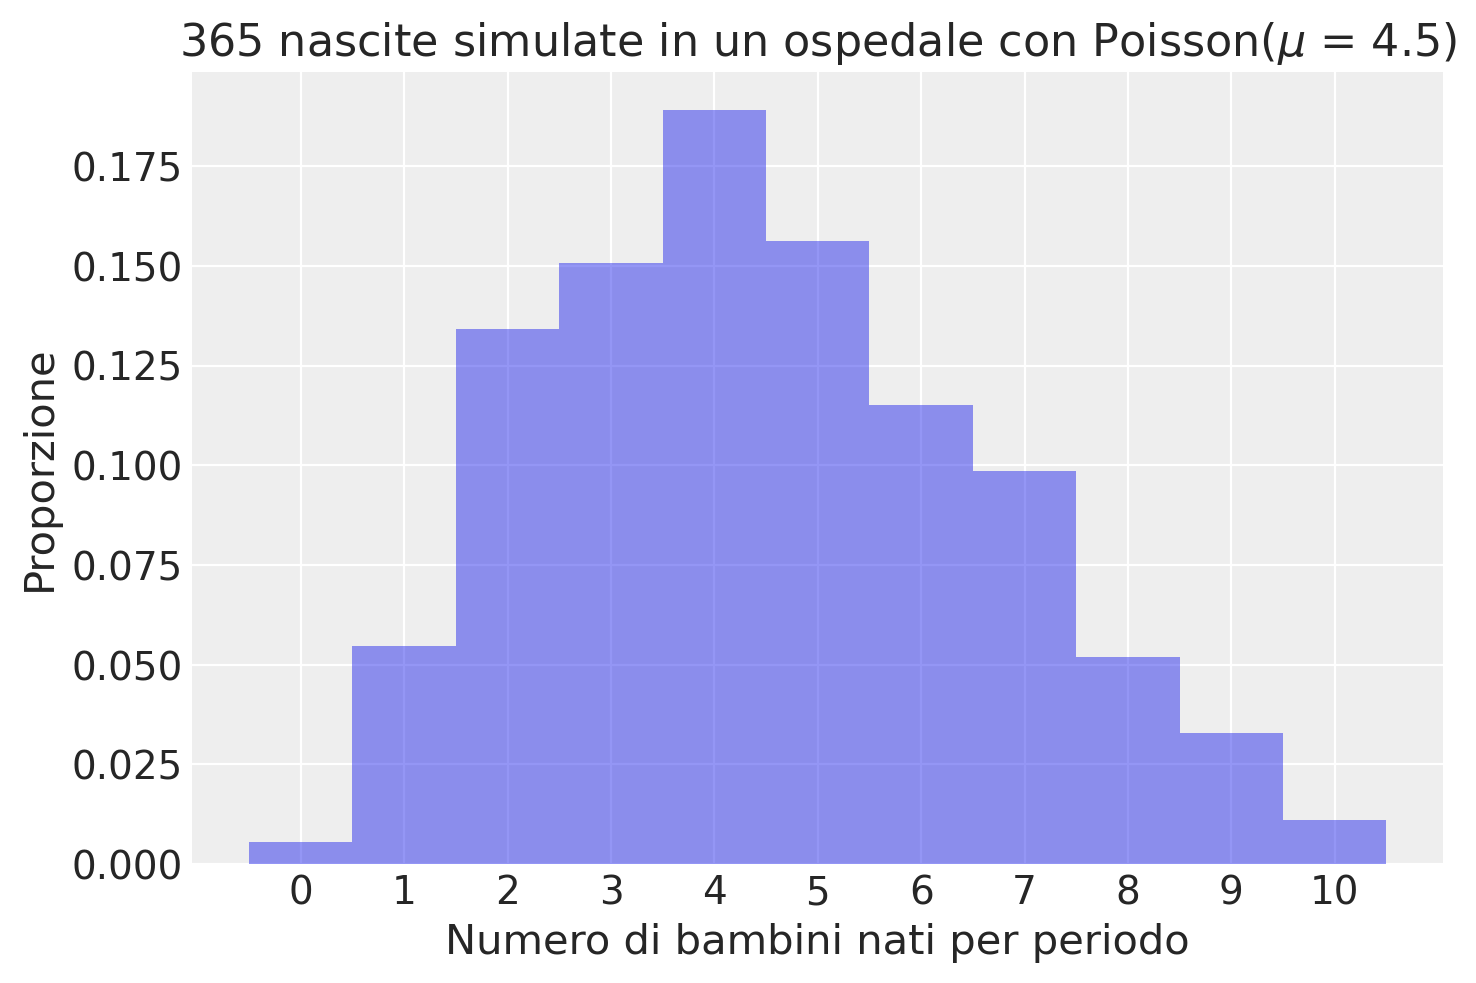 365 nascite simulate in un ospedale con Poisson(μ = 4.5)
Proporzione
0.175
0.150
0.125
0.100
0.075
0.050
0.025
0.000
0 1 2 3 4 5 6 7 8 9 10
Numero di bambini nati per periodo